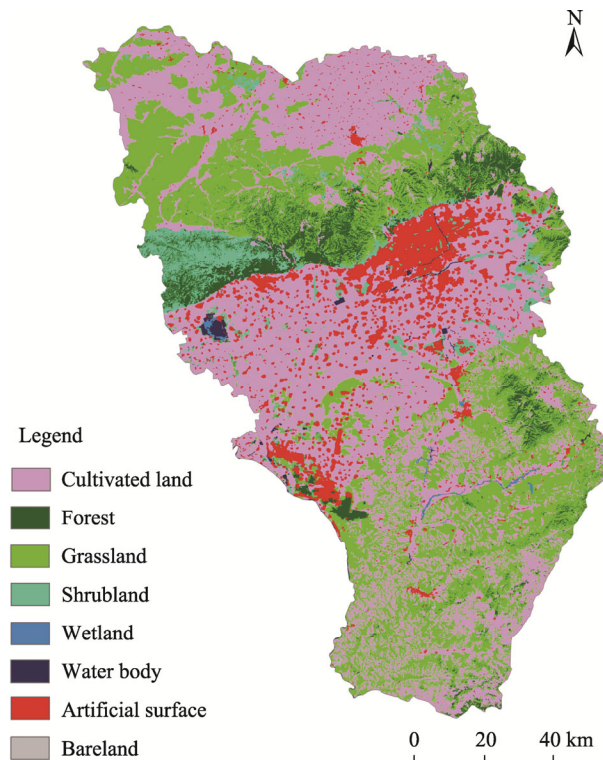 N
Legend
Cultivated land
Forest
Grassland
Shrubland
Wetland
Water body
Artificial surface
Bareland
0 20 40 km